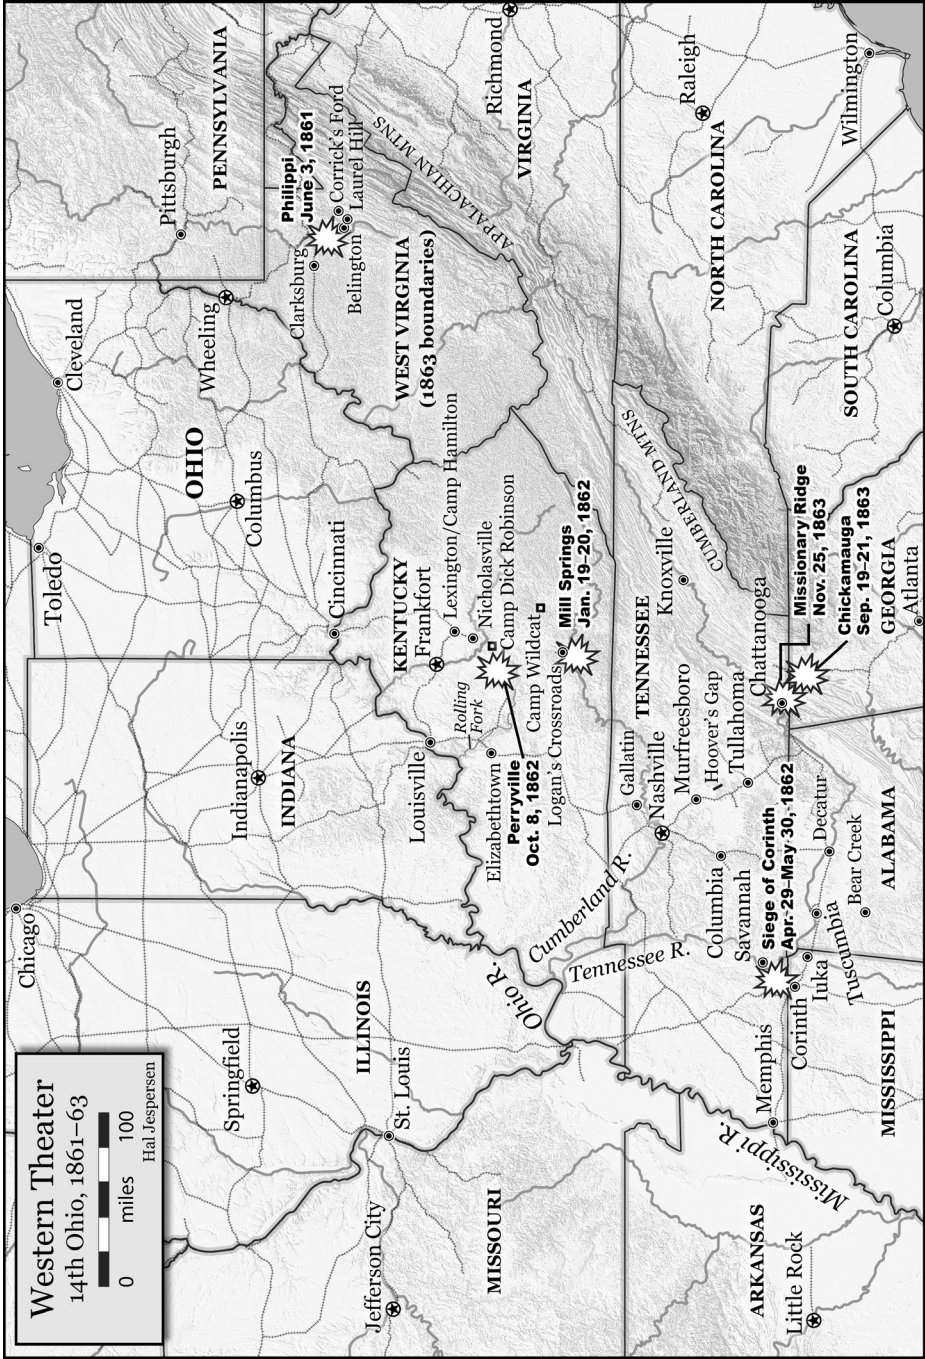 Western Theater
14th Ohio, 1861–63
0 miles 100
Hal Jespersen
Chicago
Toledo
Cleveland
Pittsburgh
PENNSYLVANIA
Springfield
ILLINOIS
Indianapolis
INDIANA
OHIO
Columbus
Wheeling
Cincinnati
Philippi
June 3, 1861
Corrick's Ford
Laurel Hill
Clarksburg
Belington
WEST VIRGINIA
(1863 boundaries)
APPALACHIAN MTNS
Richmond
VIRGINIA
Jefferson City
St. Louis
MISSOURI
Louisville
KENTUCKY
Frankfort
Lexington/Camp Hamilton
Nicholasville
Camp Dick Robinson
Rolling
Fork
Elizabethtown
Perryville
Oct. 8, 1862
Camp Wildcat
Logan's Crossroads
Mill Springs
Jan. 19–20, 1862
Ohio R.
Cumberland R.
Tennessee R.
TENNESSEE
Gallatin
Nashville
Murfreesboro
Hoover's Gap
Tullahoma
Knoxville
CUMBERLAND MTNS
Chattanooga
Columbia
Savannah
Siege of Corinth
Apr. 29–May 30, 1862
Missionary Ridge
Nov. 25, 1863
Chickamauga
Sep. 19–21, 1863
Raleigh
NORTH CAROLINA
Wilmington
SOUTH CAROLINA
Columbia
GEORGIA
Atlanta
Memphis
Corinth
Iuka
Tuscumbia
Decatur
Bear Creek
ALABAMA
MISSISSIPPI
Mississippi R.
ARKANSAS
Little Rock